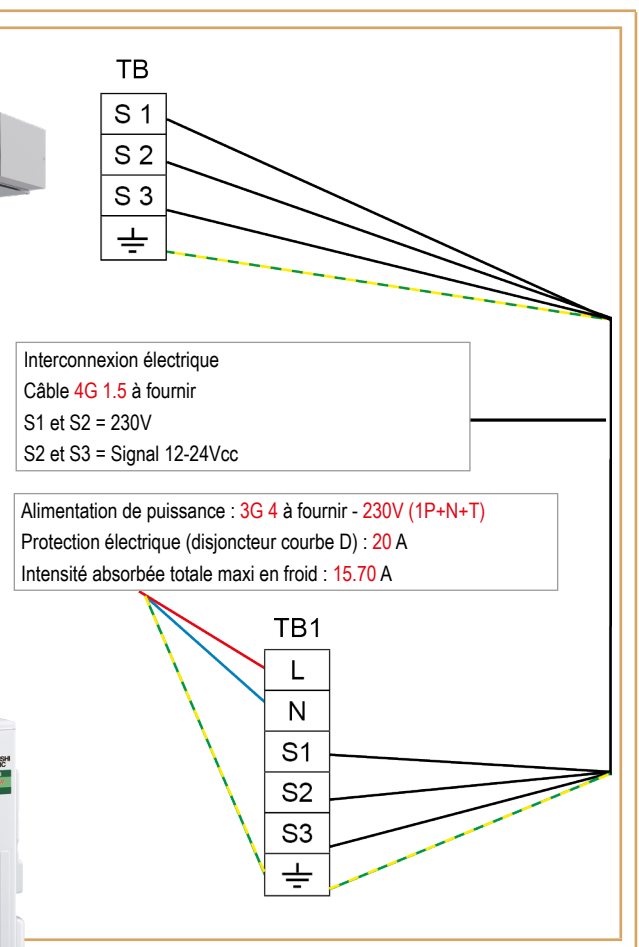 TB
S 1
S 2
S 3
Interconnexion électrique
Câble 4G 1.5 à fournir
S1 et S2 = 230V
S2 et S3 = Signal 12-24Vcc
Alimentation de puissance : 3G 4 à fournir - 230V (1P+N+T)
Protection électrique (disjoncteur courbe D) : 20 A
Intensité absorbée totale maxi en froid : 15.70 A
TB1
L
N
S1
S2
S3